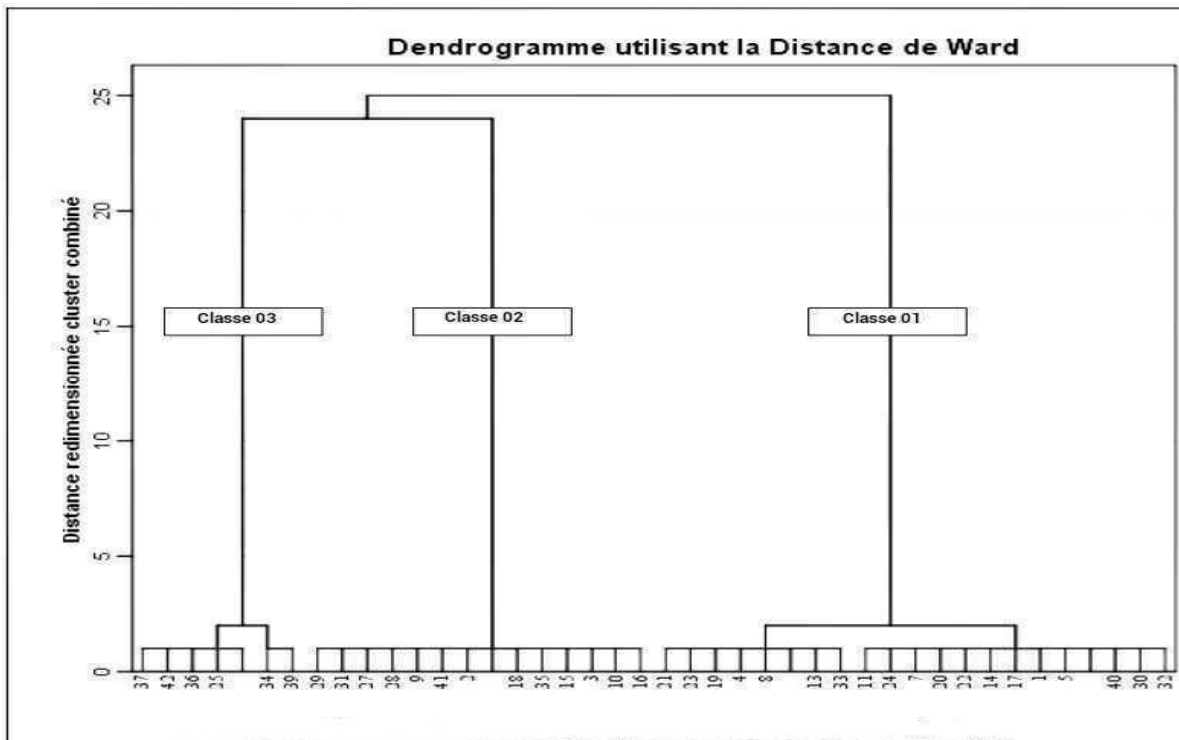 Dendrogramme utilisant la Distance de Ward
Distance redimensionnée cluster combiné
25
20
15
10
5
0
Classe 03
Classe 02
Classe 01
37 42 36 25 34 39 29 31 27 28 9 41 2 18 35 15 3 10 16 21 23 19 4 8 13 33 11 24 7 20 22 14 17 1 5 40 30 32